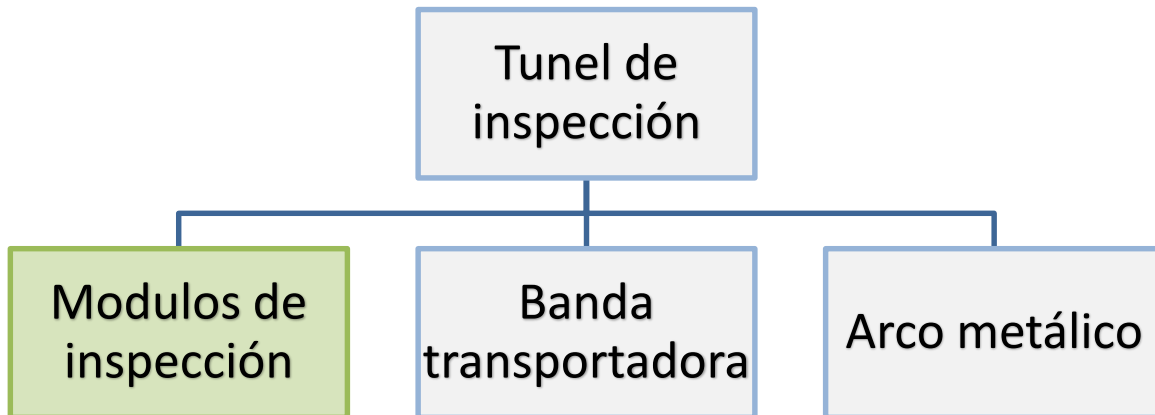 Tunel de
inspección
Modulos de
inspección
Banda
transportadora
Arco metálico